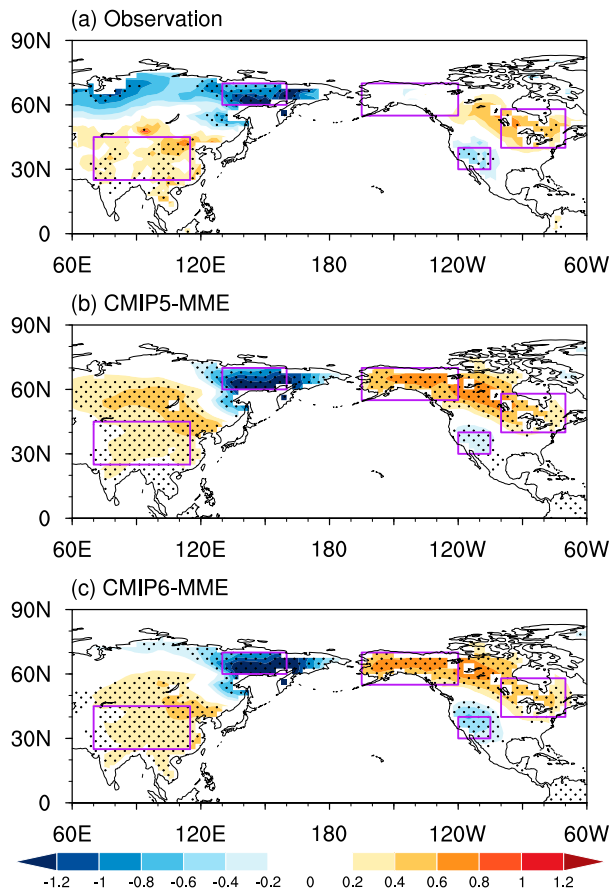 (a) Observation
90N
60N
30N
0
60E 120E 180 120W 60W
(b) CMIP5-MME
90N
60N
30N
0
60E 120E 180 120W 60W
(c) CMIP6-MME
90N
60N
30N
0
60E 120E 180 120W 60W
-1.2 -1 -0.8 -0.6 -0.4 -0.2 0 0.2 0.4 0.6 0.8 1 1.2